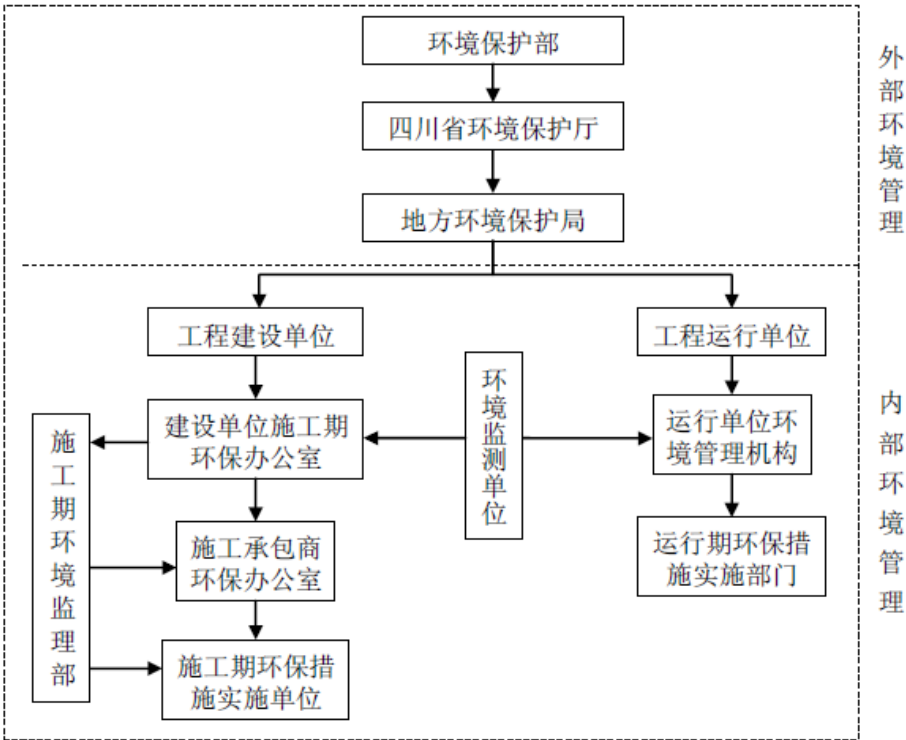 环境保护部
四川省环境保护厅
地方环境保护局
外部环境管理
工程建设单位
工程运行单位
环境监测单位
建设单位施工期
环保办公室
运行单位环
境管理机构
施工期环境监理部
施工承包商
环保办公室
运行期环保措
施实施部门
施工期环保措
施实施单位
内部环境管理